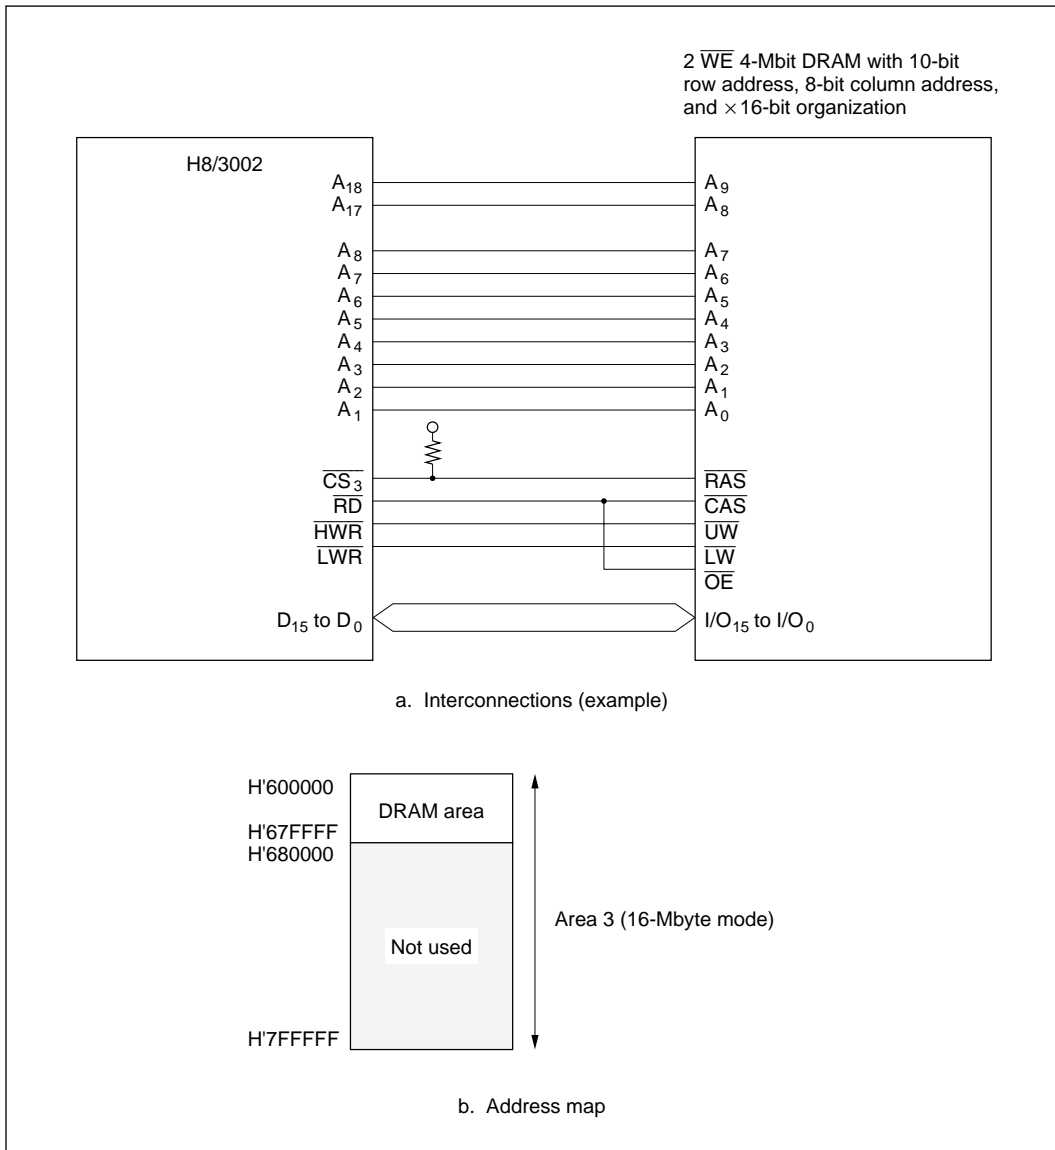 2 WE 4-Mbit DRAM with 10-bit
row address, 8-bit column address,
and ×16-bit organization
H8/3002
A18
A17
A8
A7
A6
A5
A4
A3
A2
A1
CS3
RD
HWR
LWR
D15 to D0
A9
A8
A7
A6
A5
A4
A3
A2
A1
A0
RAS
CAS
UW
LW
OE
I/O15 to I/O0
a. Interconnections (example)
H'600000
H'67FFFF
H'680000
H'7FFFFF
DRAM area
Not used
Area 3 (16-Mbyte mode)
b. Address map